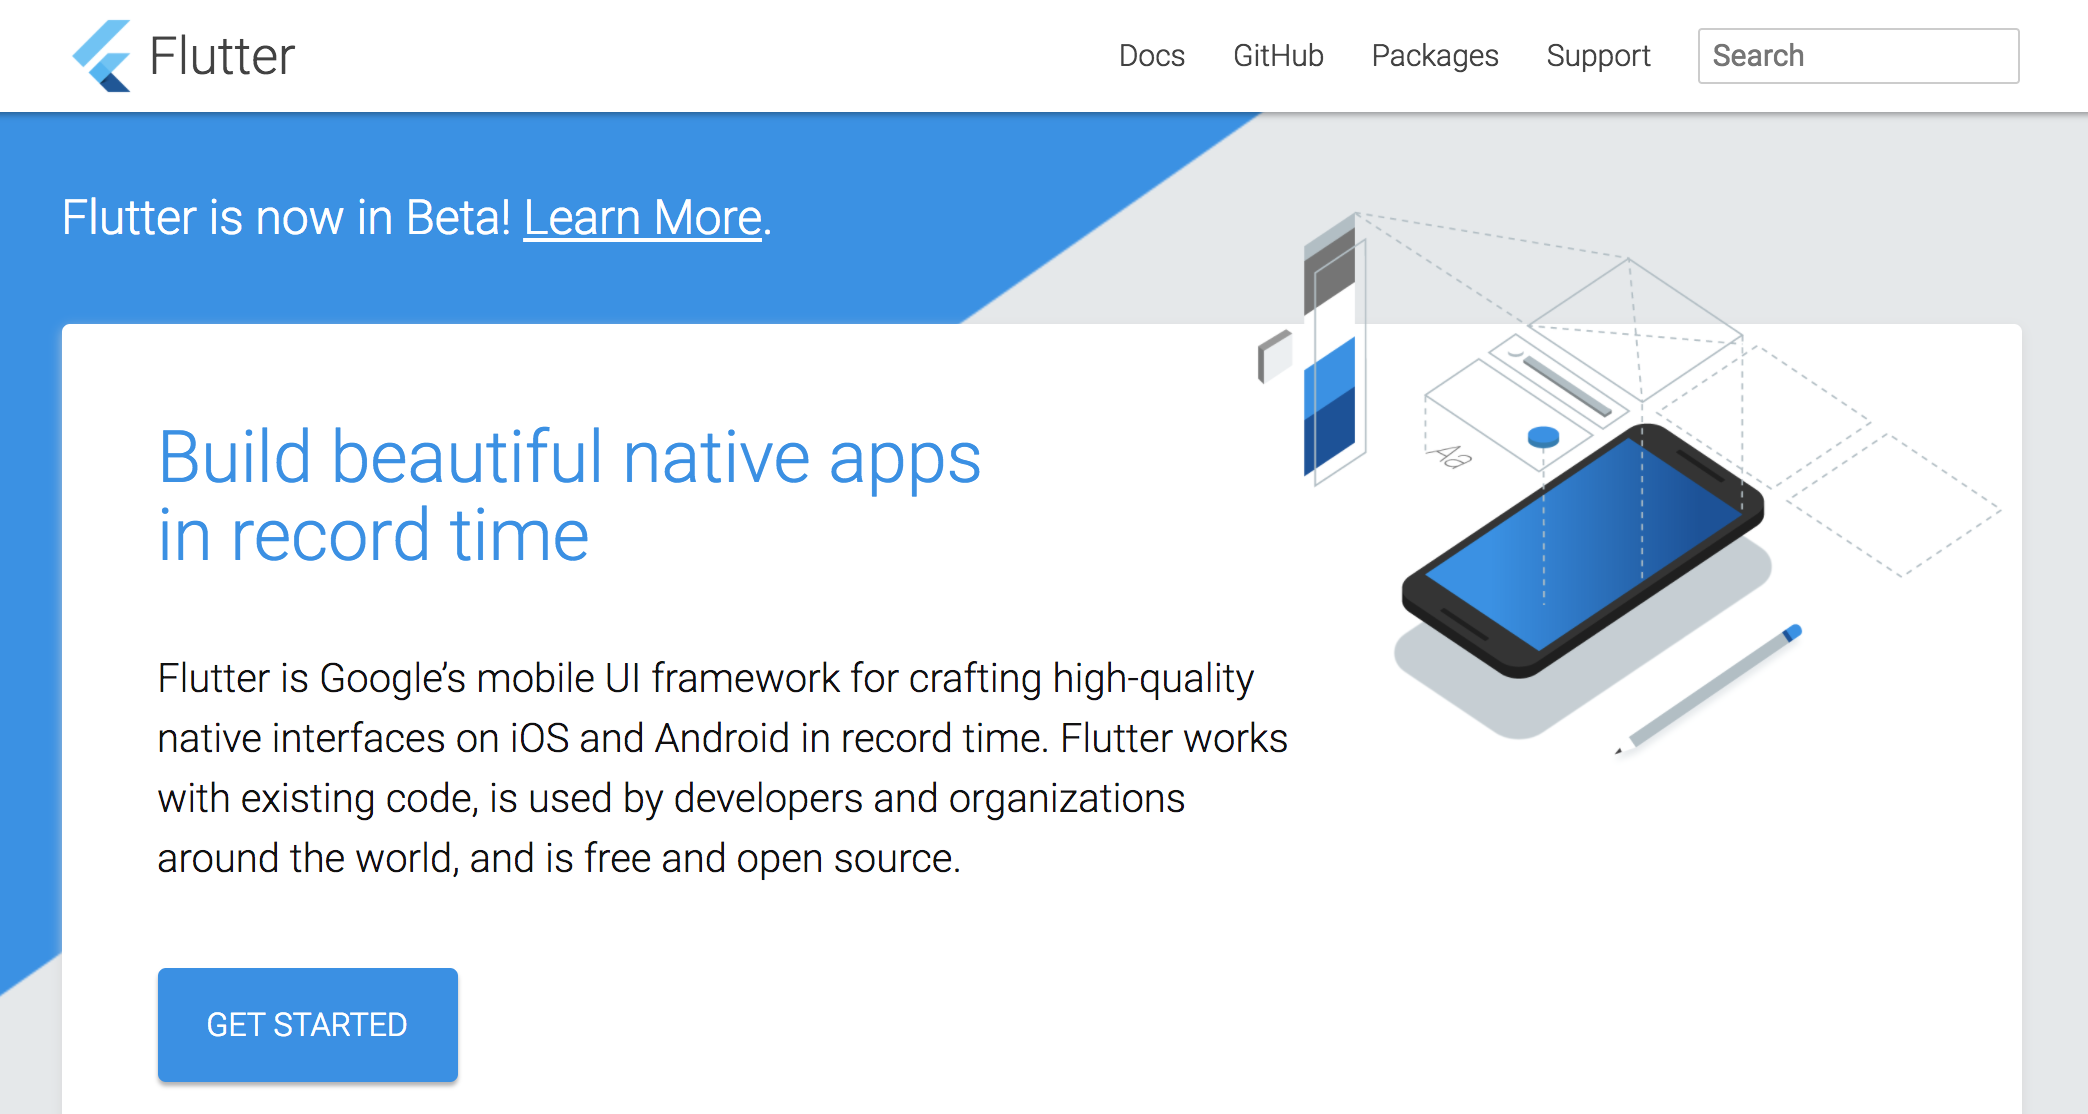 Flutter
Docs GitHub Packages Support Search
Flutter is now in Beta! Learn More.
Build beautiful native apps
in record time
Aa
Flutter is Google’s mobile UI framework for crafting high-quality
native interfaces on iOS and Android in record time. Flutter works
with existing code, is used by developers and organizations
around the world, and is free and open source.
GET STARTED